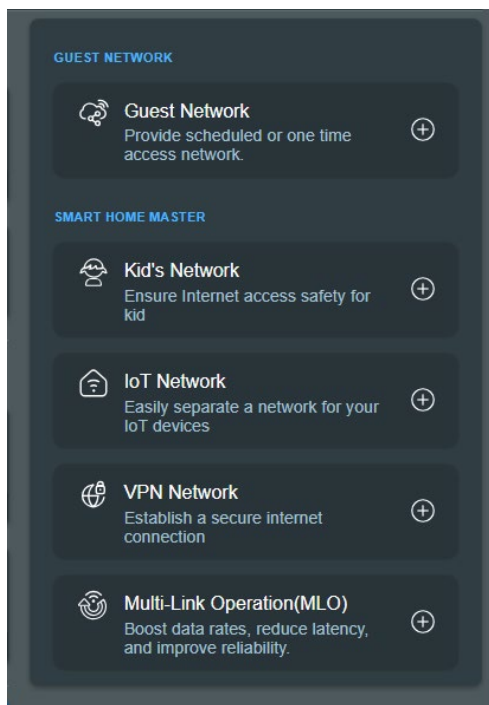 GUEST NETWORK
Guest Network
Provide scheduled or one time
access network.
SMART HOME MASTER
Kid's Network
Ensure Internet access safety for
kid
IoT Network
Easily separate a network for your
IoT devices
VPN Network
Establish a secure internet
connection
Multi-Link Operation(MLO)
Boost data rates, reduce latency,
and improve reliability.